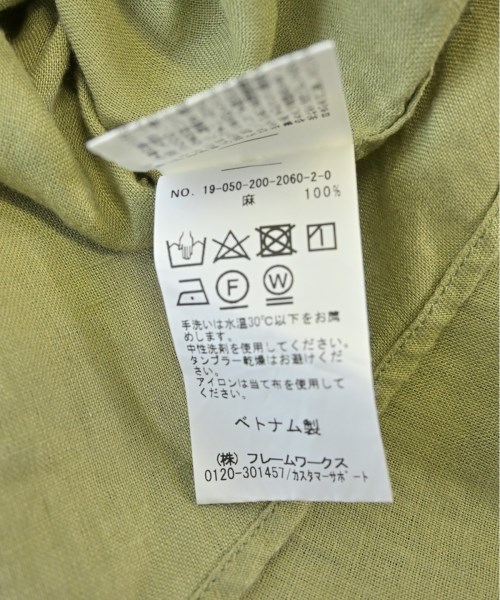 NO. 19-050-200-2060-2-0
麻 100%
F W
手洗いは水温30℃以下をお薦
めします。
中性洗剤を使用してください。
タンブラー乾燥はお避けくだ
さい。
アイロンは当て布を使用して
ください。
ベトナム製
(株) フレームワークス
0120-301457/カスタマーサポート